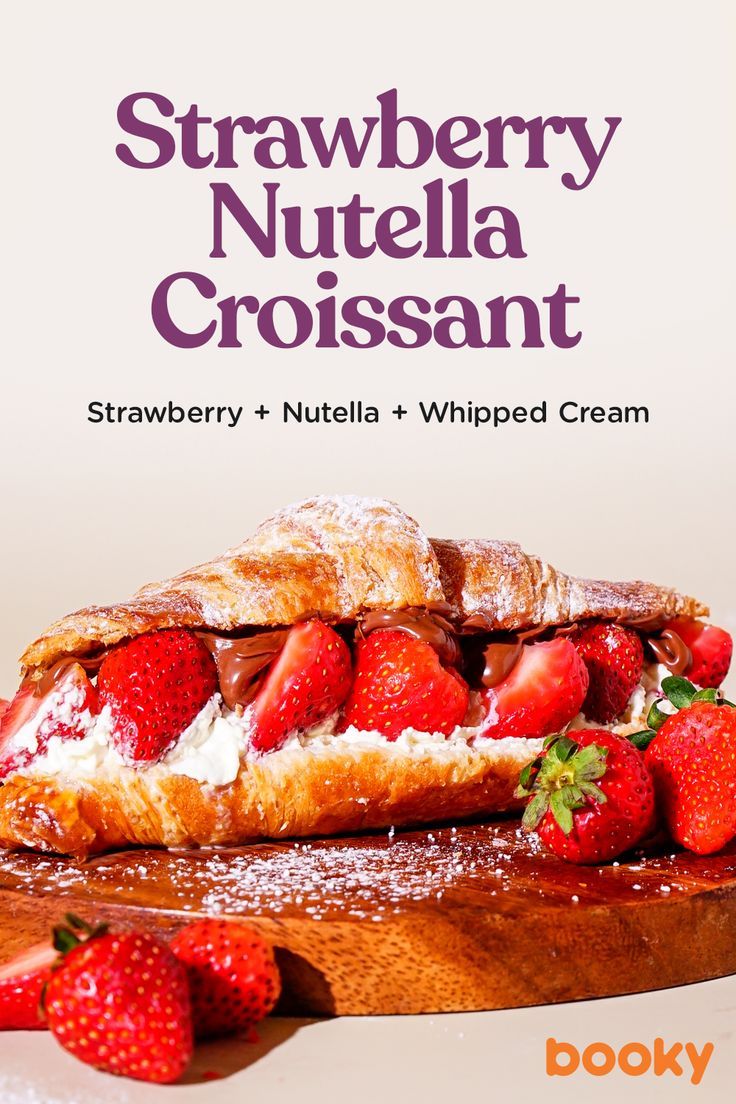 Strawberry
Nutella
Croissant
Strawberry + Nutella + Whipped Cream
booky